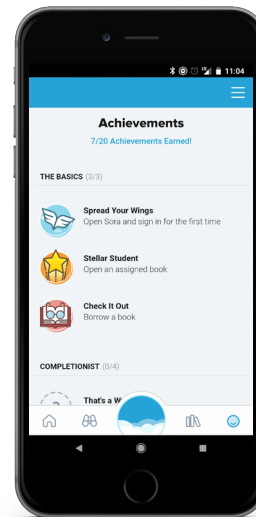 11:04
Achievements
7/20 Achievements Earned!
THE BASICS (3/3)
Spread Your Wings
Open Sora and sign in for the first time
Stellar Student
Open an assigned book
Check It Out
Borrow a book
COMPLETIONIST (0/4)
That's a